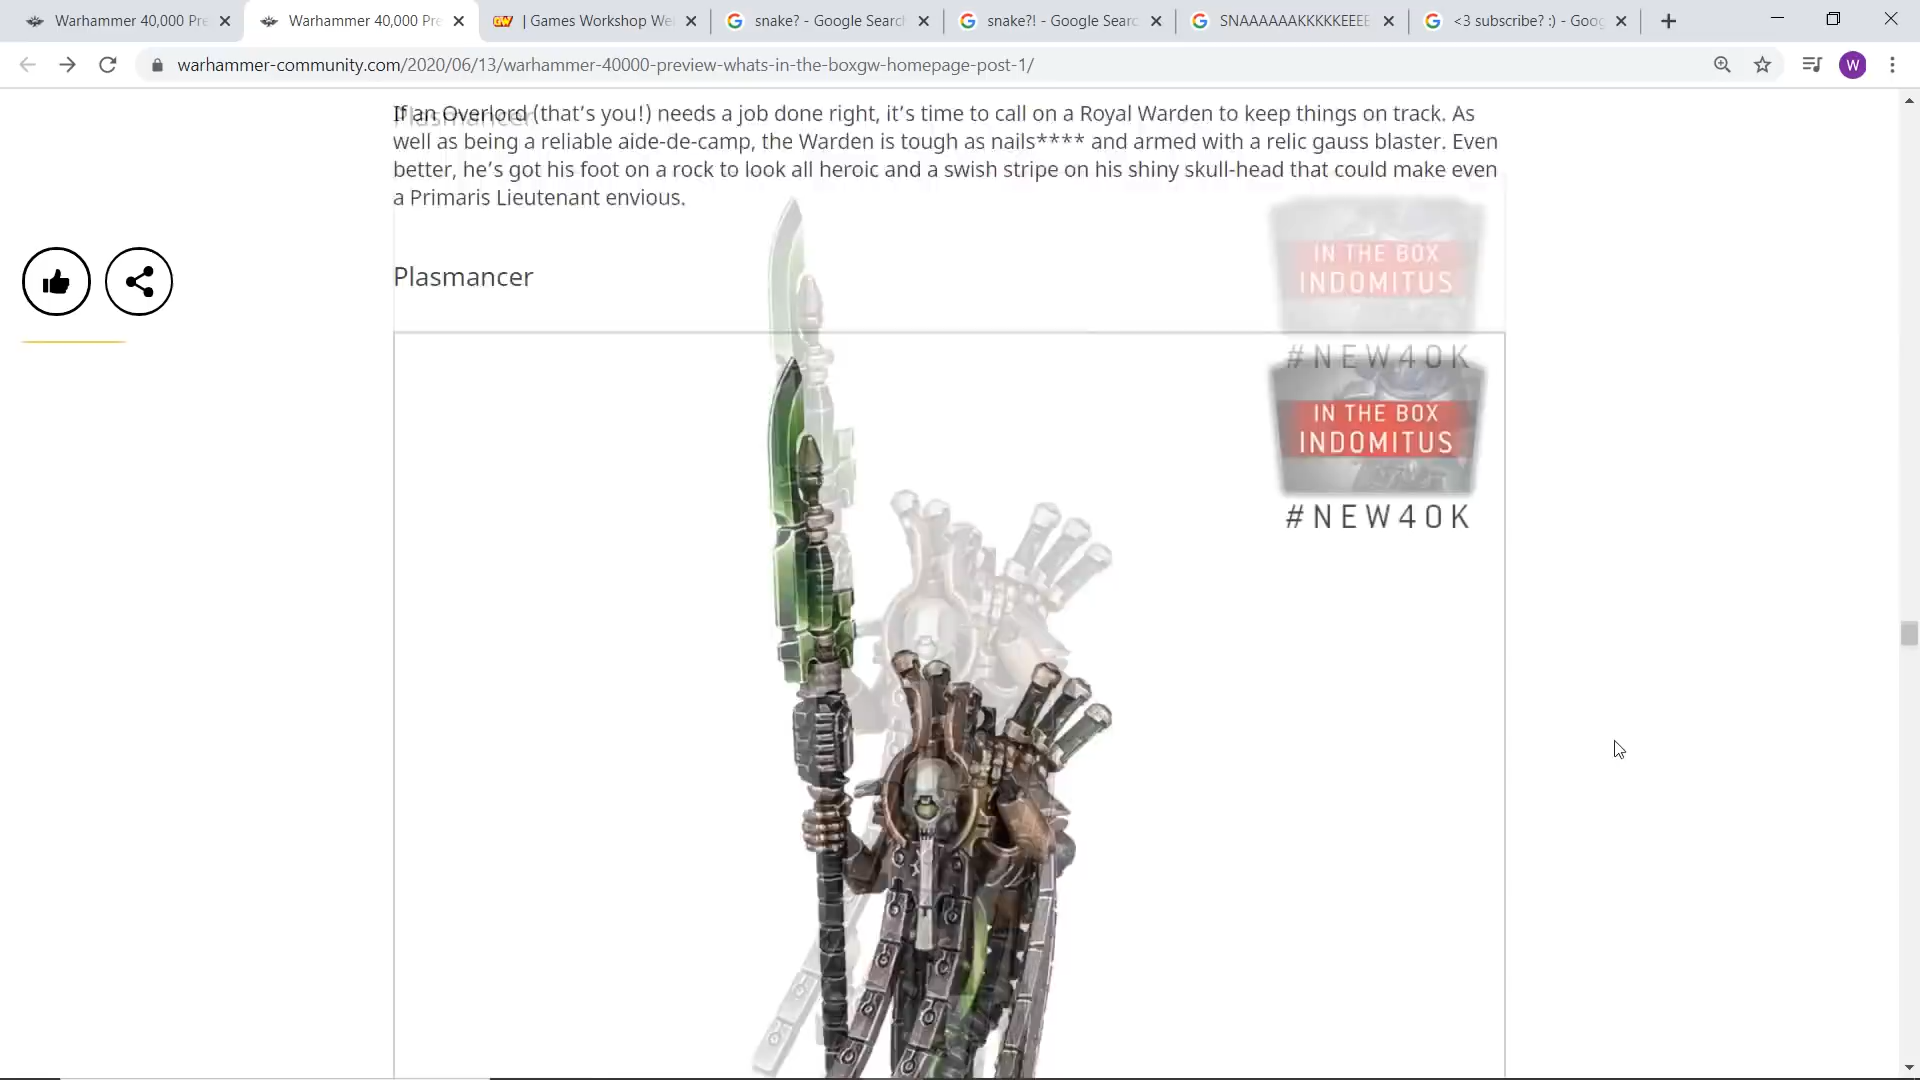 Warhammer 40,000 Pre
Warhammer 40,000 Pre
| Games Workshop We
snake? - Google Search
snake?! - Google Searc
SNAAAAAAKKKKKEEEE
<3 subscribe? :) - Goog
warhammer-community.com/2020/06/13/warhammer-40000-preview-whats-in-the-boxgw-homepage-post-1/
W
Plasmancer
If an Overlord (that's you!) needs a job done right, it's time to call on a Royal Warden to keep things on track. As
well as being a reliable aide-de-camp, the Warden is tough as nails**** and armed with a relic gauss blaster. Even
better, he's got his foot on a rock to look all heroic and a swish stripe on his shiny skull-head that could make even
a Primaris Lieutenant envious.
Plasmancer
IN THE BOX
INDOMITUS
#NEW40K
IN THE BOX
INDOMITUS
#NEW40K